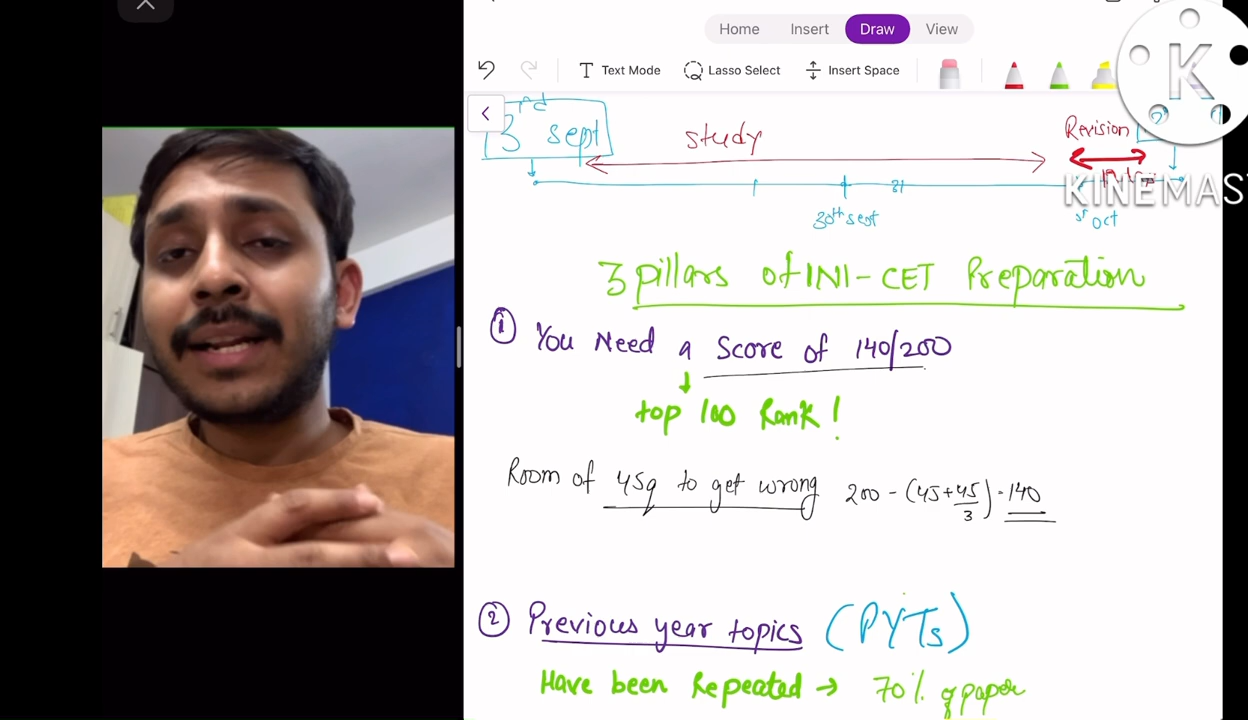 Home Insert Draw View
Text Mode Lasso Select Insert Space
3rd sept
study
Revision
K
KINEMAST
30th sept
31
Oct
3 pillars of INI-CET Preparation
① You Need a Score of 140/200
top 100 Rank!
Room of 45q to get wrong 200 - (45+45/3) = 140
② Previous year topics (PYTs)
Have been Repeated → 70% of paper